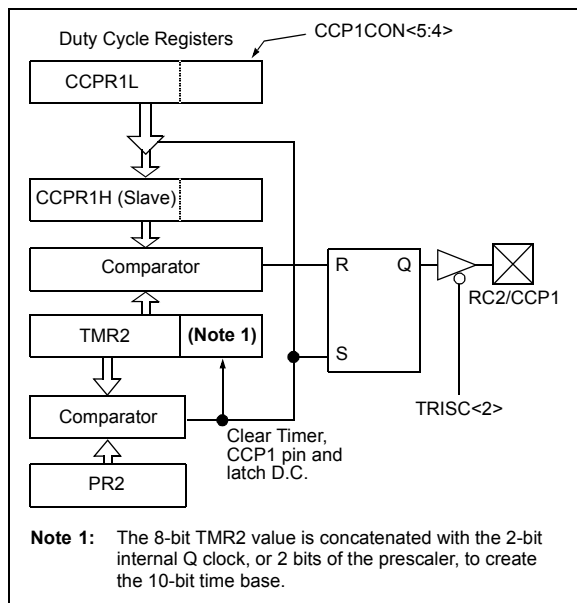 Duty Cycle Registers
CCP1CON<5:4>
CCPR1L
CCPR1H (Slave)
Comparator
R
Q
RC2/CCP1
TMR2
(Note 1)
S
TRISC<2>
Comparator
Clear Timer,
CCP1 pin and
latch D.C.
PR2
Note 1: The 8-bit TMR2 value is concatenated with the 2-bit
internal Q clock, or 2 bits of the prescaler, to create
the 10-bit time base.